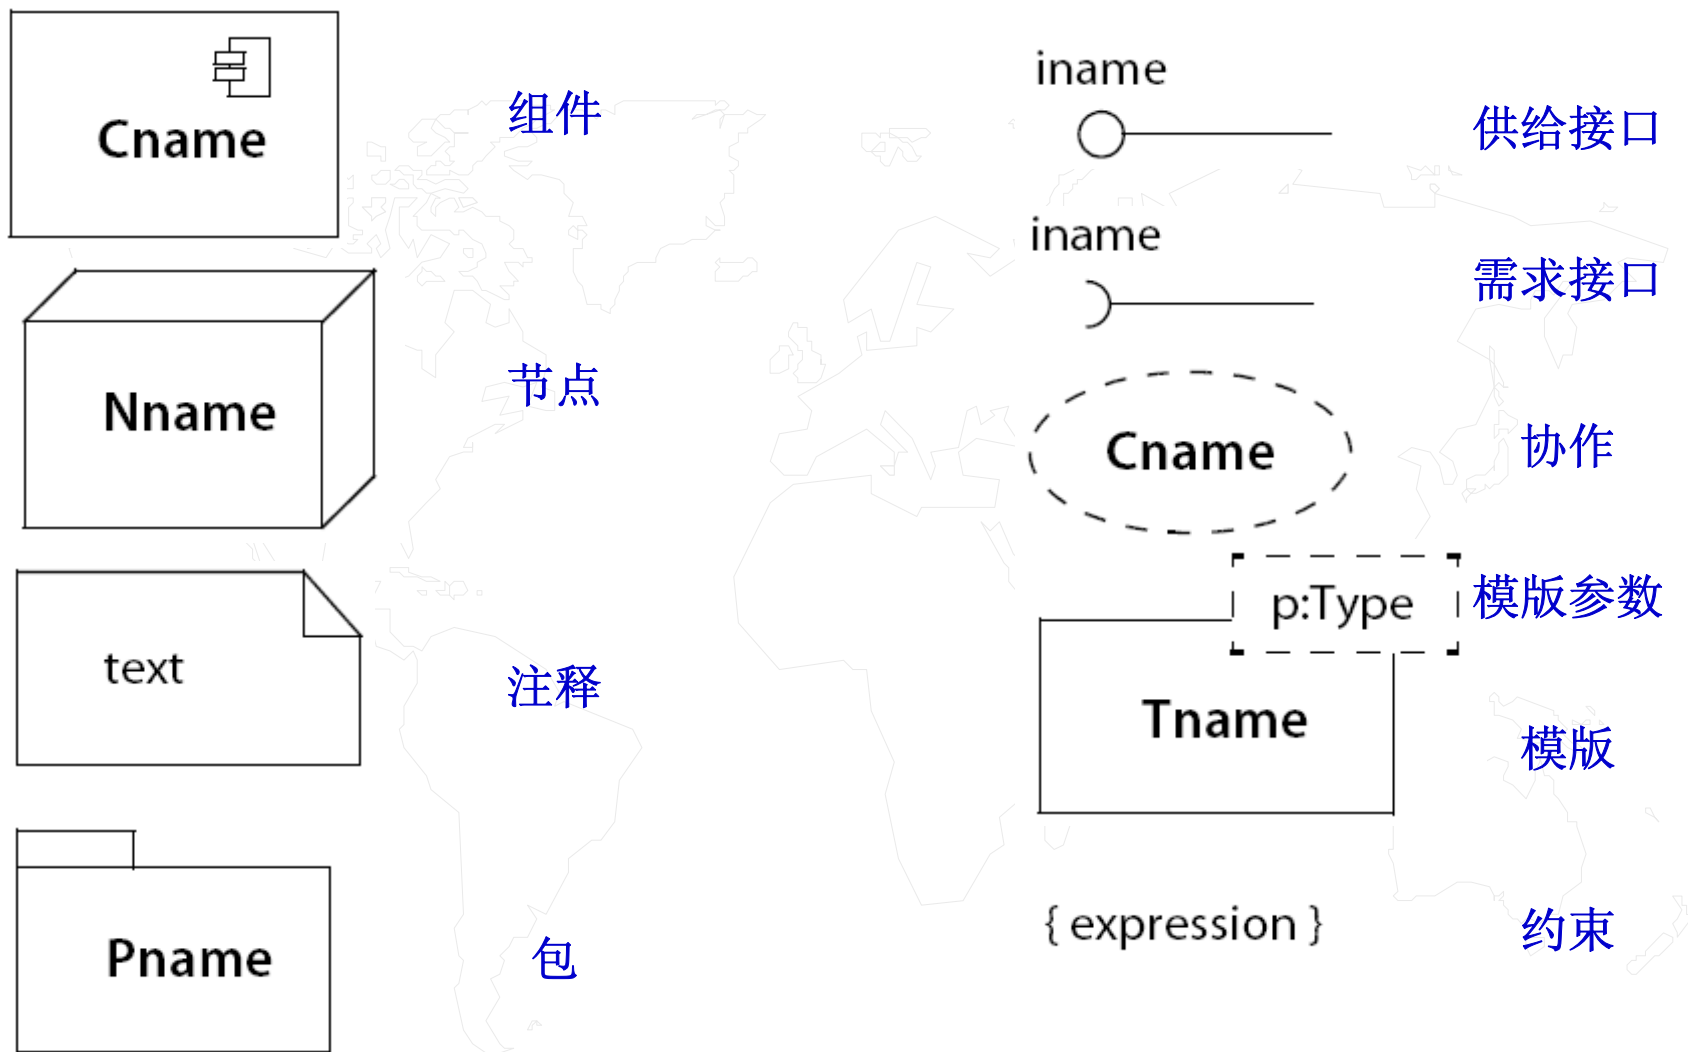 Cname
组件
Nname
节点
text
注释
Pname
包
iname
供给接口
iname
需求接口
Cname
协作
p:Type
模版参数
Tname
模版
{ expression }
约束